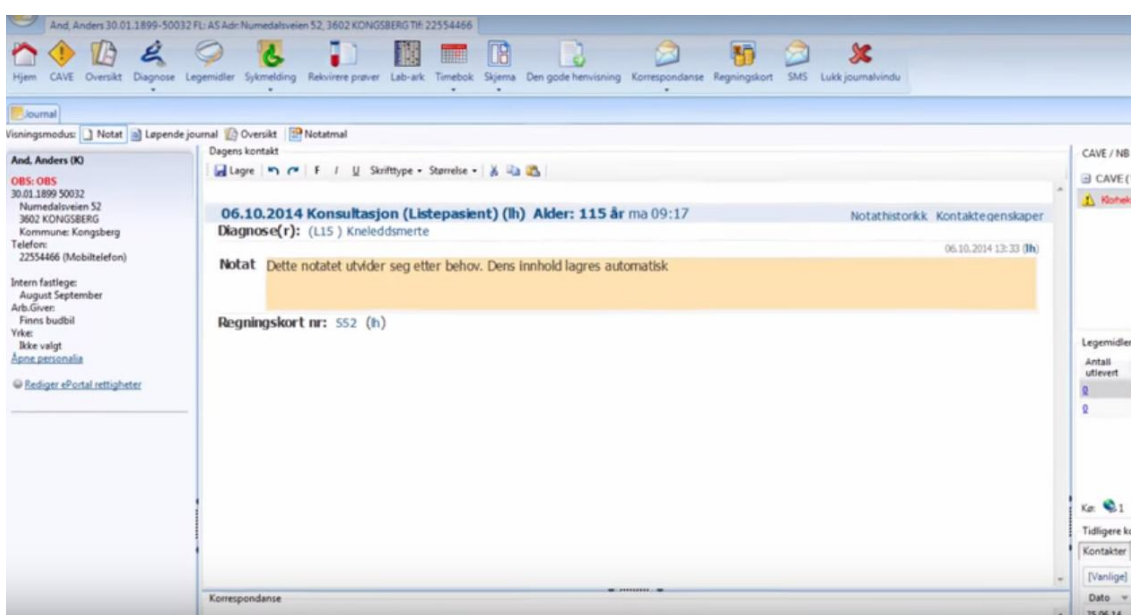 And, Anders 30.01.1899-50032 FL: AS Adr: Numedalsveien 52, 3602 KONGSBERG Tlf: 22554466
Hjem CAVE Oversikt Diagnose Legemidler Sykmelding Rekvirere prøver Lab-ark Timebok Skjema Den gode henvisning Korrespondanse Regningskort SMS Lukk journalvindu
Journal
Visningsmodus: Notat Løpende journal Oversikt Notatmal
And, Anders (K)
OBS: OBS
30.01.1899 50032
Numedalsveien 52
3602 KONGSBERG
Kommune: Kongsberg
Telefon:
22554466 (Mobiltelefon)
Intern fastlege:
August September
Arb.Giver:
Finns budbil
Yrke:
Ikke valgt
Åpne personalia
Rediger ePortal rettigheter
Dagens kontakt
Lagre F I U Skrifttype Størrelse
06.10.2014 Konsultasjon (Listepasient) (lh) Alder: 115 år ma 09:17 Notathistorikk Kontaktegenskaper
Diagnose(r): (L15 ) Kneleddsmerte
06.10.2014 13:33 (lh)
Notat Dette notatet utvider seg etter behov. Dens innhold lagres automatisk
Regningskort nr: 552 (lh)
Korrespondanse
CAVE / NB
CAVE (
Legemidler
Antall
utlevert
0
0
Kø: 1
Tidligere ko
Kontakter
[Vanlige]
Dato